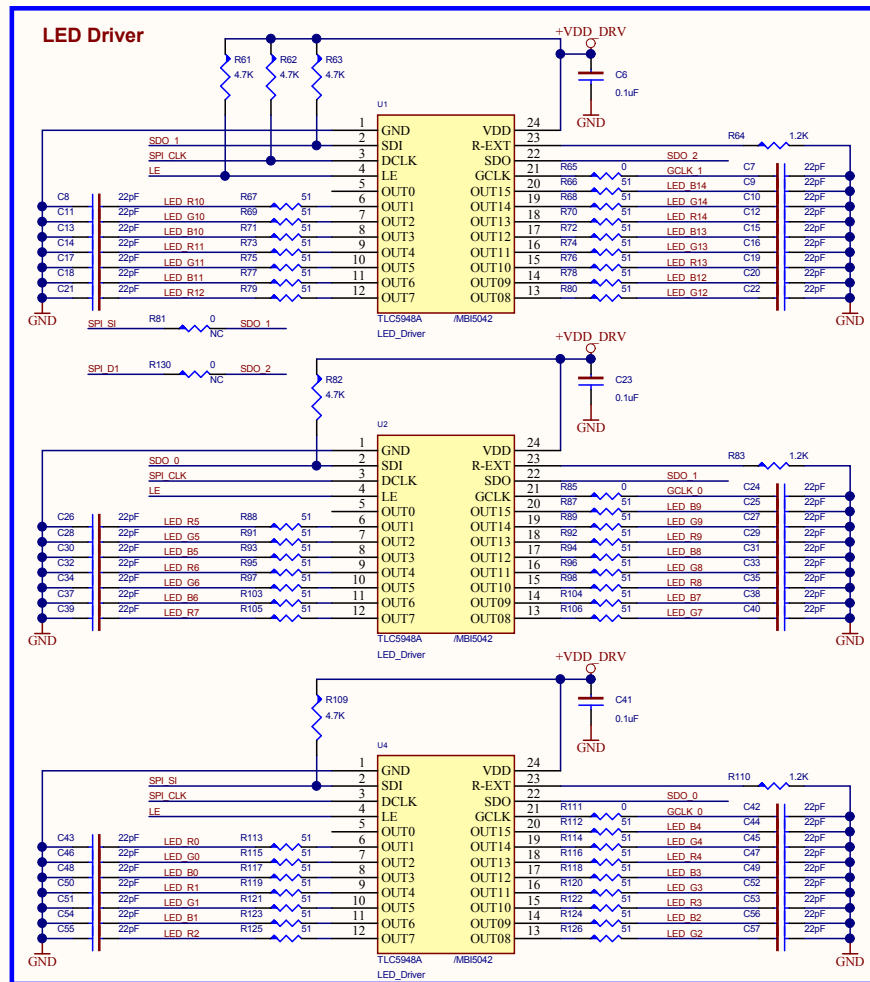 LED Driver
+VDD_DRV
R61 R62 R63
4.7K 4.7K 4.7K
C6
0.1uF
GND
U1
1 GND VDD 24
SDO_1 2 SDI R-EXT 23 R64 1.2K
SPI_CLK 3 DCLK SDO 22 SDO_2
LE 4 LE GCLK 21 R65 0 GCLK_1 C7 22pF
5 OUT0 OUT15 20 R66 51 LED_B14 C9 22pF
C8 22pF LED_R10 R67 51 6 OUT1 OUT14 19 R68 51 LED_G14 C10 22pF
C11 22pF LED_G10 R69 51 7 OUT2 OUT13 18 R70 51 LED_R14 C12 22pF
C13 22pF LED_B10 R71 51 8 OUT3 OUT12 17 R72 51 LED_B13 C15 22pF
C14 22pF LED_R11 R73 51 9 OUT4 OUT11 16 R74 51 LED_G13 C16 22pF
C17 22pF LED_G11 R75 51 10 OUT5 OUT10 15 R76 51 LED_R13 C19 22pF
C18 22pF LED_B11 R77 51 11 OUT6 OUT09 14 R78 51 LED_B12 C20 22pF
C21 22pF LED_R12 R79 51 12 OUT7 OUT08 13 R80 51 LED_G12 C22 22pF
GND TLC5948A /MBI5042 GND
LED_Driver
SPI_SI R81 0 SDO_1
NC
SPI_D1 R130 0 SDO_2
NC
+VDD_DRV
R82
4.7K
C23
0.1uF
GND
U2
1 GND VDD 24
SDO_0 2 SDI R-EXT 23 R83 1.2K
SPI_CLK 3 DCLK SDO 22 SDO_1
LE 4 LE GCLK 21 R85 0 GCLK_0 C24 22pF
5 OUT0 OUT15 20 R87 51 LED_B9 C25 22pF
C26 22pF LED_R5 R88 51 6 OUT1 OUT14 19 R89 51 LED_G9 C27 22pF
C28 22pF LED_G5 R91 51 7 OUT2 OUT13 18 R92 51 LED_R9 C29 22pF
C30 22pF LED_B5 R93 51 8 OUT3 OUT12 17 R94 51 LED_B8 C31 22pF
C32 22pF LED_R6 R95 51 9 OUT4 OUT11 16 R96 51 LED_G8 C33 22pF
C34 22pF LED_G6 R97 51 10 OUT5 OUT10 15 R98 51 LED_R8 C35 22pF
C37 22pF LED_B6 R103 51 11 OUT6 OUT09 14 R104 51 LED_B7 C38 22pF
C39 22pF LED_R7 R105 51 12 OUT7 OUT08 13 R106 51 LED_G7 C40 22pF
GND TLC5948A /MBI5042 GND
LED_Driver
+VDD_DRV
R109
4.7K
C41
0.1uF
GND
U4
1 GND VDD 24
SPI_SI 2 SDI R-EXT 23 R110 1.2K
SPI_CLK 3 DCLK SDO 22 SDO_0
LE 4 LE GCLK 21 R111 0 GCLK_0 C42 22pF
5 OUT0 OUT15 20 R112 51 LED_B4 C44 22pF
C43 22pF LED_R0 R113 51 6 OUT1 OUT14 19 R114 51 LED_G4 C45 22pF
C46 22pF LED_G0 R115 51 7 OUT2 OUT13 18 R116 51 LED_R4 C47 22pF
C48 22pF LED_B0 R117 51 8 OUT3 OUT12 17 R118 51 LED_B3 C49 22pF
C50 22pF LED_R1 R119 51 9 OUT4 OUT11 16 R120 51 LED_G3 C52 22pF
C51 22pF LED_G1 R121 51 10 OUT5 OUT10 15 R122 51 LED_R3 C53 22pF
C54 22pF LED_B1 R123 51 11 OUT6 OUT09 14 R124 51 LED_B2 C56 22pF
C55 22pF LED_R2 R125 51 12 OUT7 OUT08 13 R126 51 LED_G2 C57 22pF
GND TLC5948A /MBI5042 GND
LED_Driver